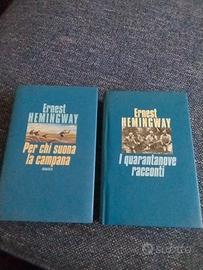 Ernest
HEMINGWAY
Per chi suona
la campana
Ernest
HEMINGWAY
I quarantanove
racconti
subito